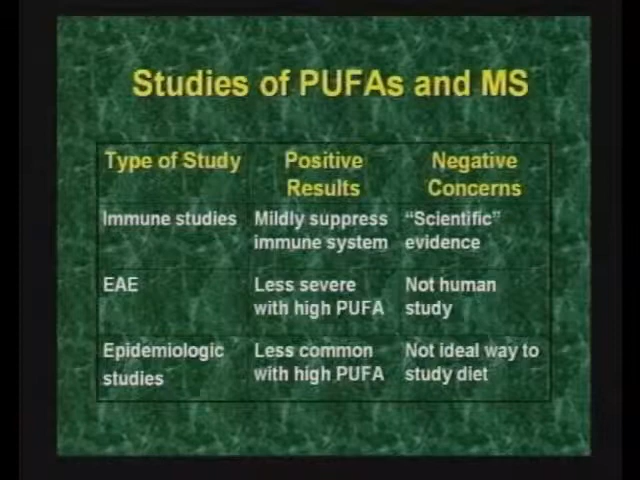 Studies of PUFAs and MS
Type of Study
Positive
Results
Negative
Concerns
Immune studies
Mildly suppress
immune system
“Scientific”
evidence
EAE
Less severe
with high PUFA
Not human
study
Epidemiologic
studies
Less common
with high PUFA
Not ideal way to
study diet